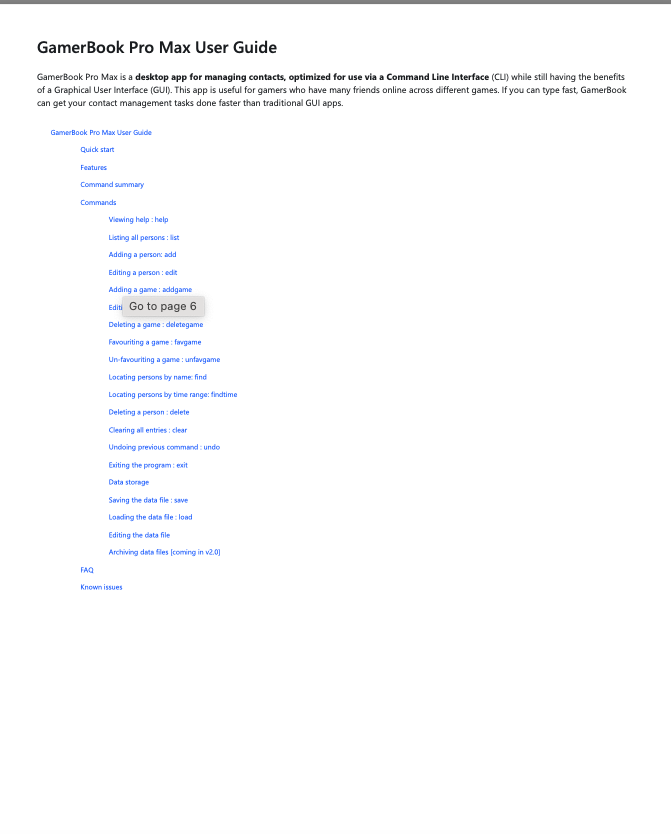 GamerBook Pro Max User Guide
GamerBook Pro Max is a desktop app for managing contacts, optimized for use via a Command Line Interface (CLI) while still having the benefits
of a Graphical User Interface (GUI). This app is useful for gamers who have many friends online across different games. If you can type fast, GamerBook
can get your contact management tasks done faster than traditional GUI apps.
GamerBook Pro Max User Guide
Quick start
Features
Command summary
Commands
Viewing help : help
Listing all persons : list
Adding a person: add
Editing a person : edit
Adding a game : addgame
Go to page 6
Deleting a game : deletegame
Favouriting a game : favgame
Un-favouriting a game : unfavgame
Locating persons by name: find
Locating persons by time range: findtime
Deleting a person : delete
Clearing all entries : clear
Undoing previous command : undo
Exiting the program : exit
Data storage
Saving the data file : save
Loading the data file : load
Editing the data file
Archiving data files [coming in v2.0]
FAQ
Known issues